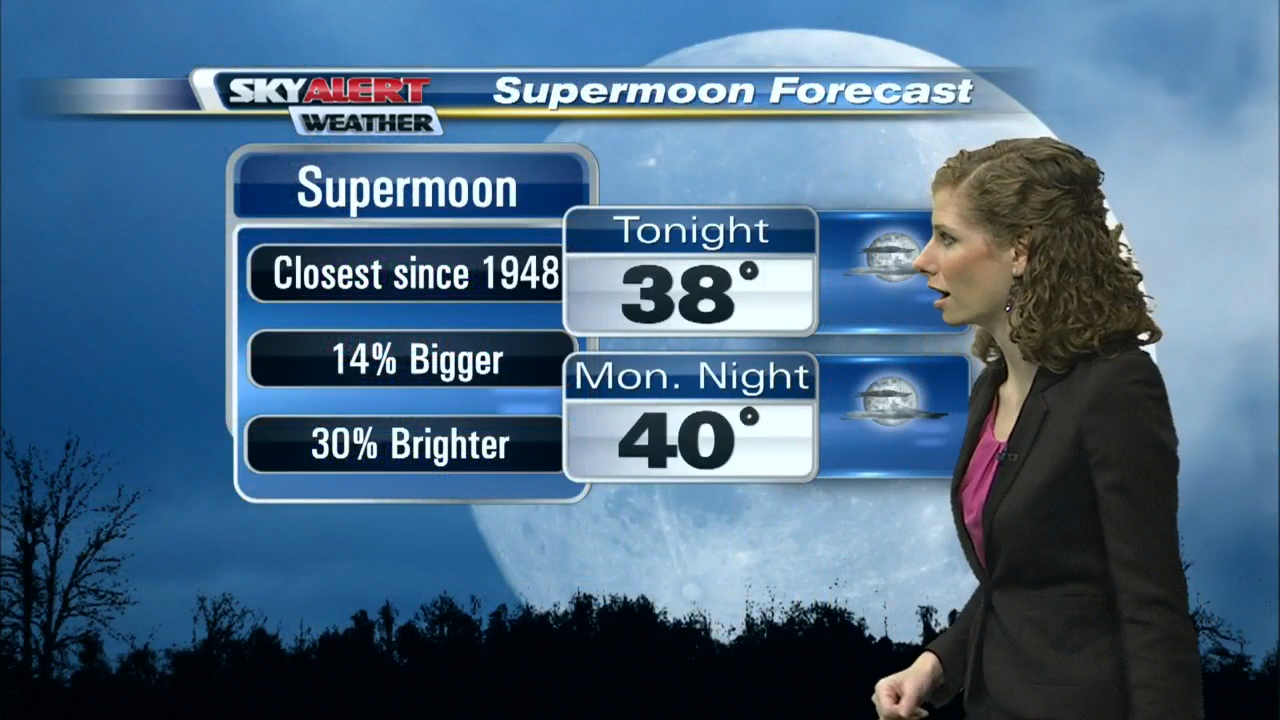 SKYALERT
WEATHER
Supermoon Forecast
Supermoon
Closest since 1948
14% Bigger
30% Brighter
Tonight
38°
Mon. Night
40°